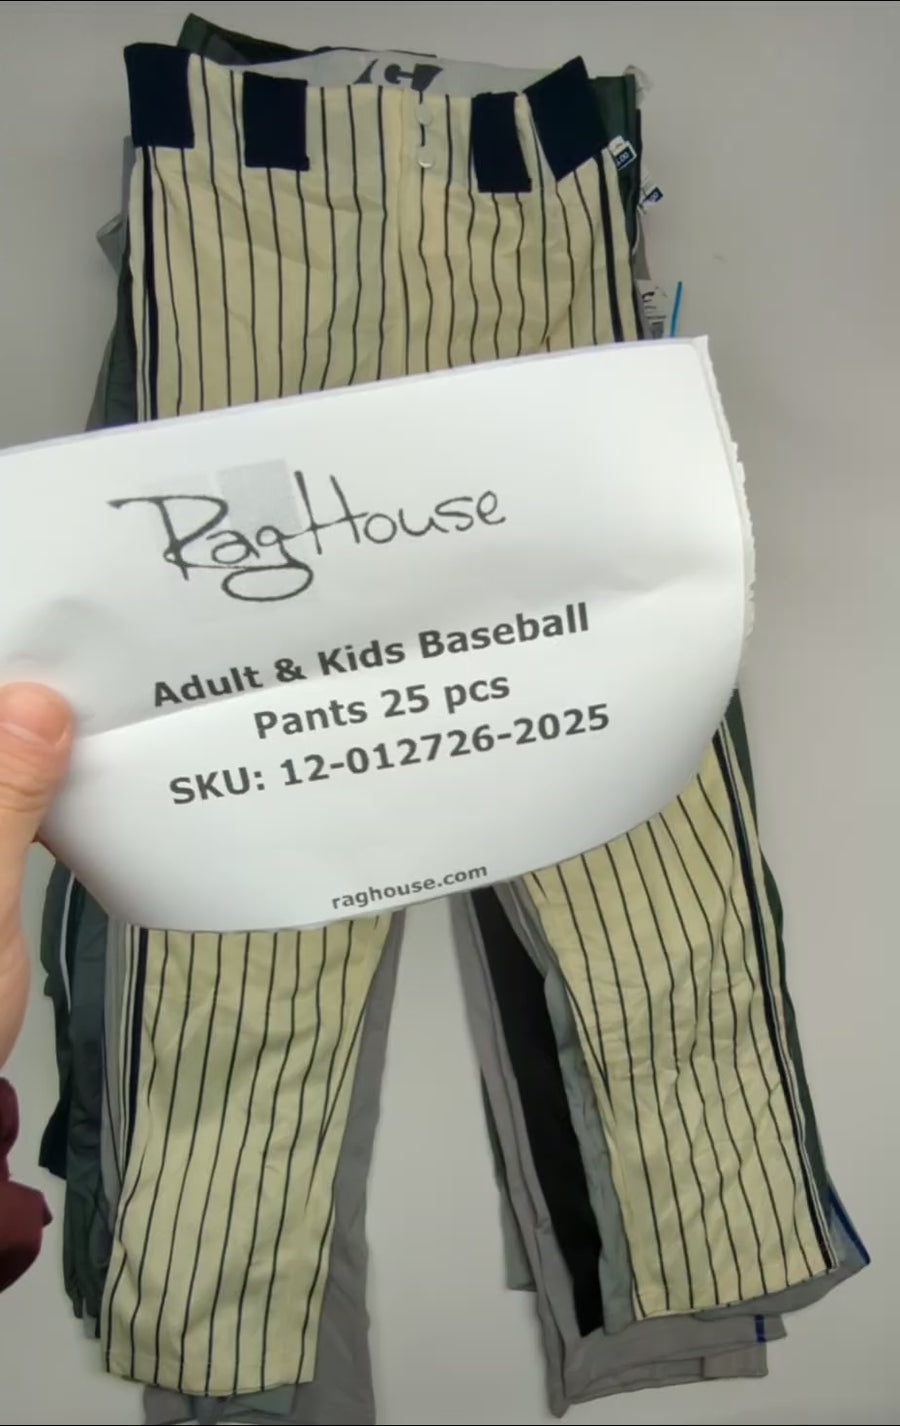 RagHouse
Adult & Kids Baseball
Pants 25 pcs
SKU: 12-012726-2025
raghouse.com